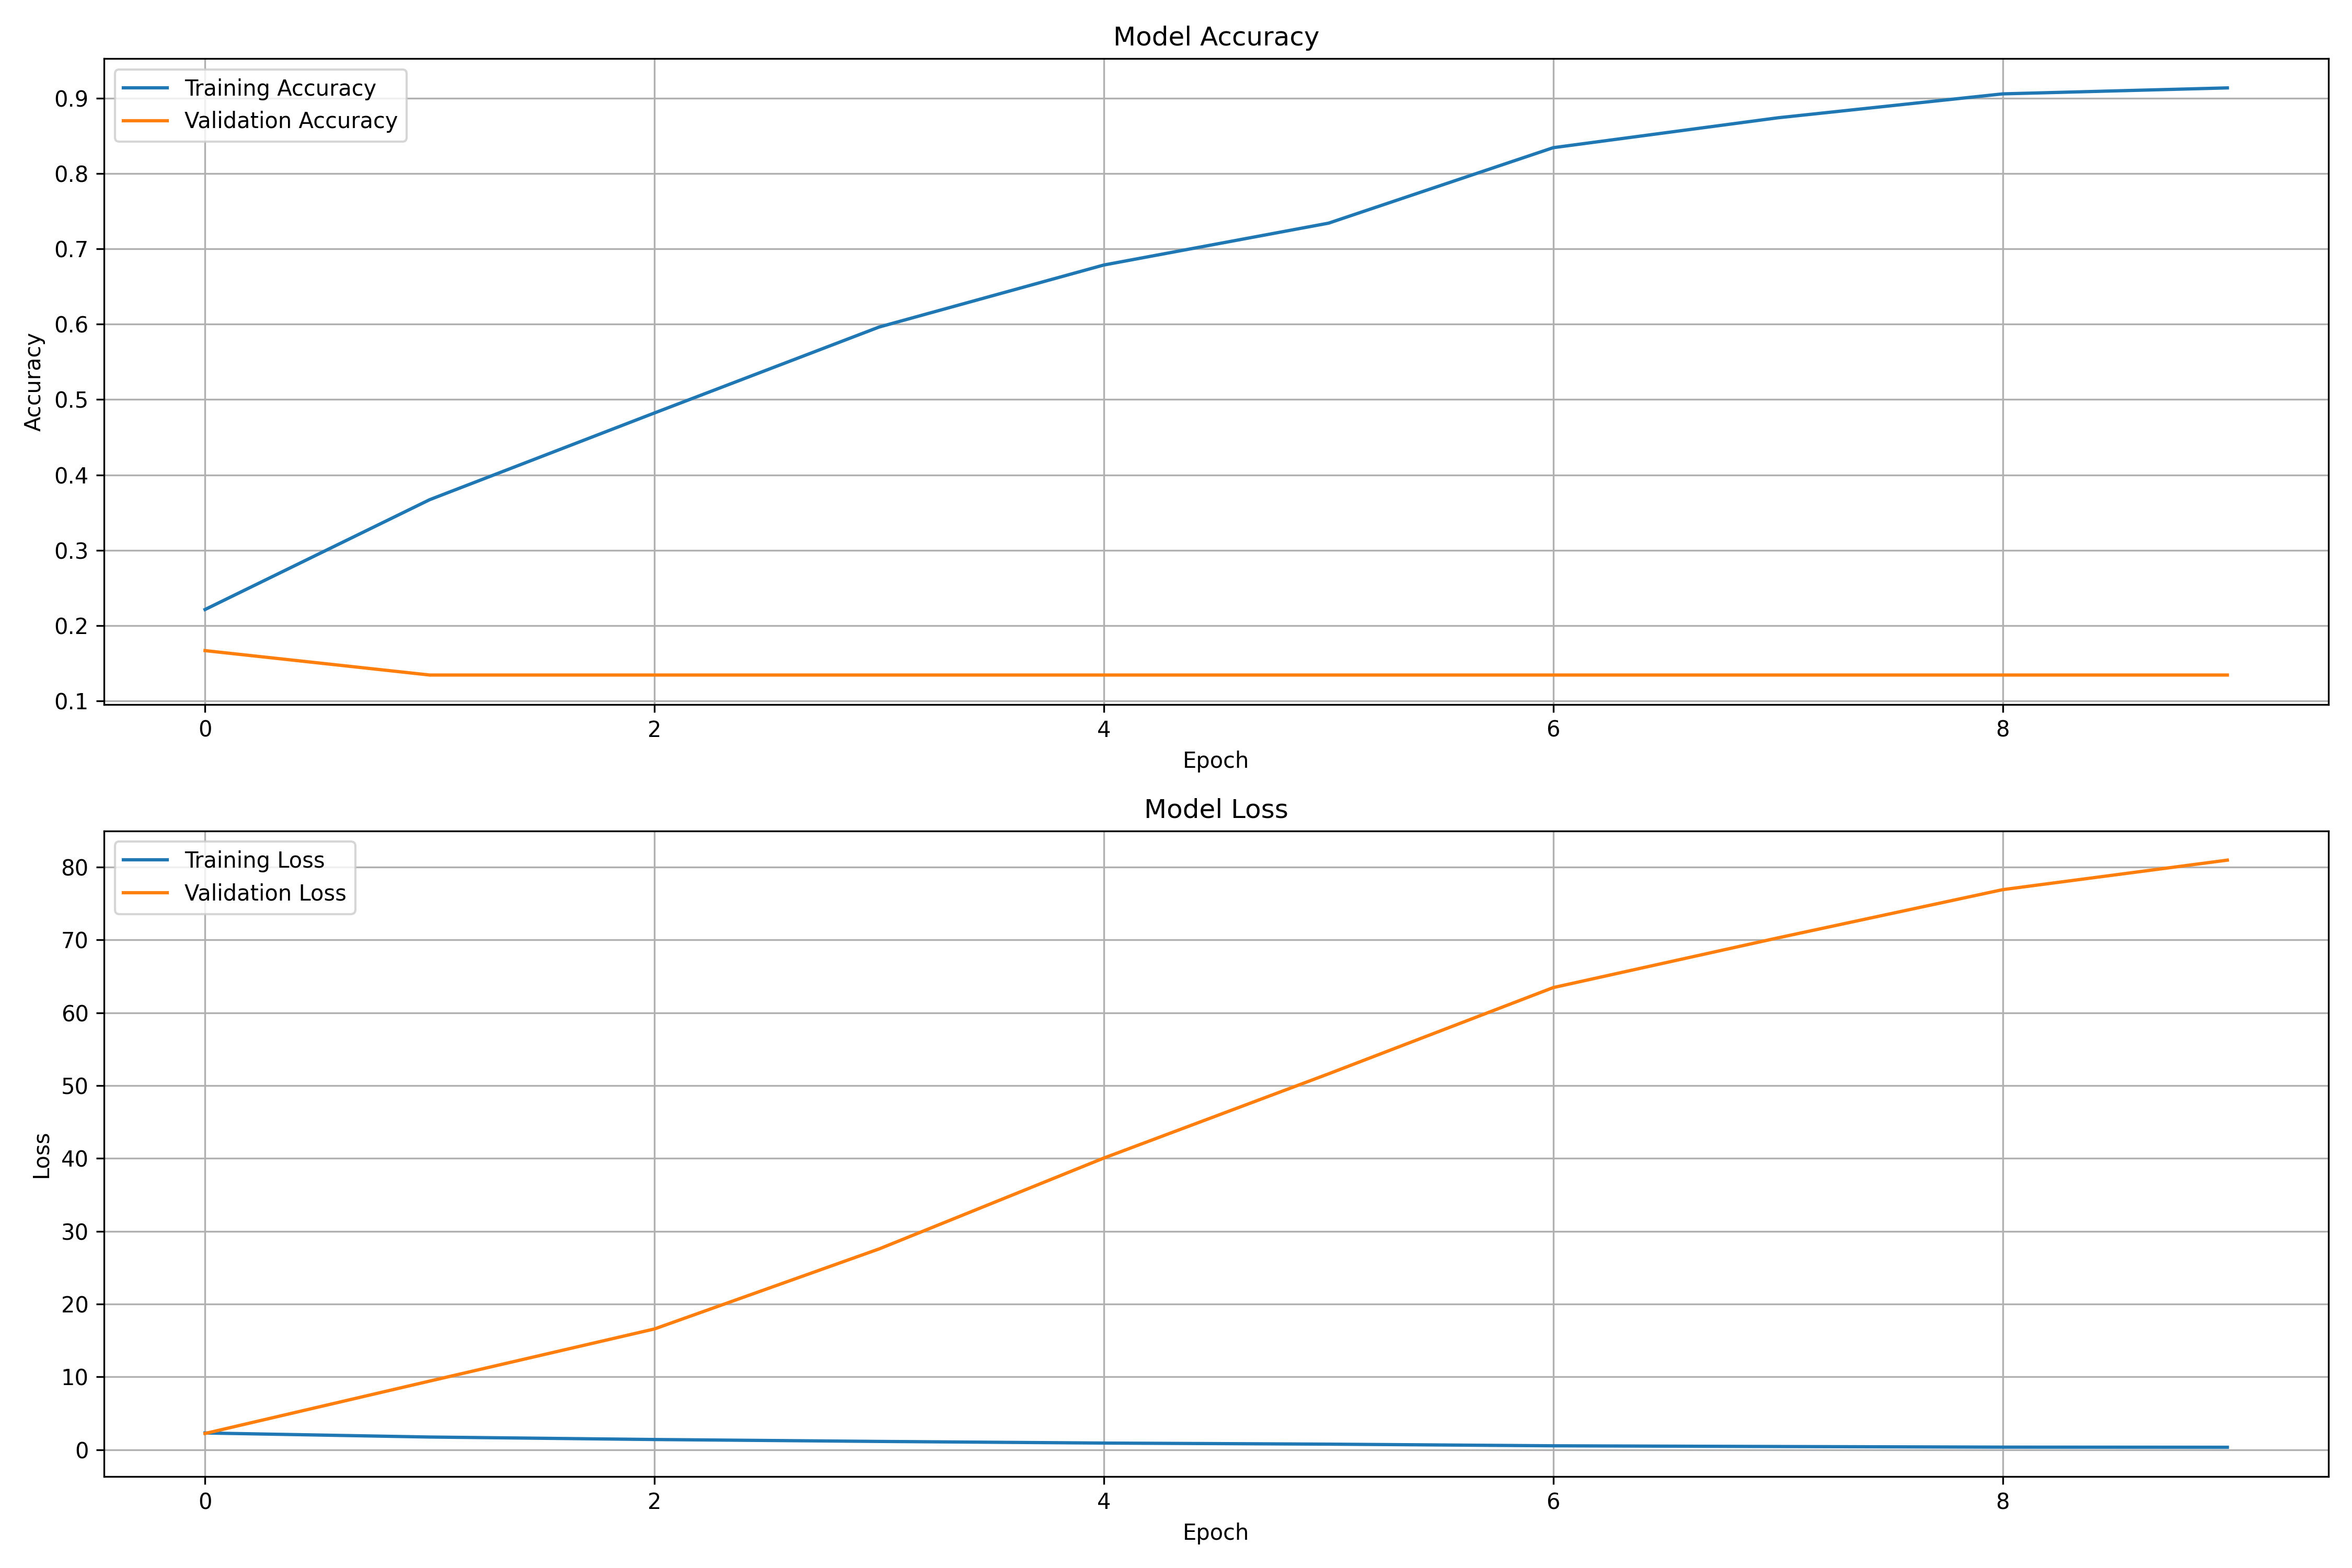 Model Accuracy
Training Accuracy
Validation Accuracy
0.9
0.8
0.7
0.6
0.5
0.4
0.3
0.2
0.1
Accuracy
0 2 4 6 8
Epoch
Model Loss
Training Loss
Validation Loss
80
70
60
50
40
30
20
10
0
Loss
0 2 4 6 8
Epoch